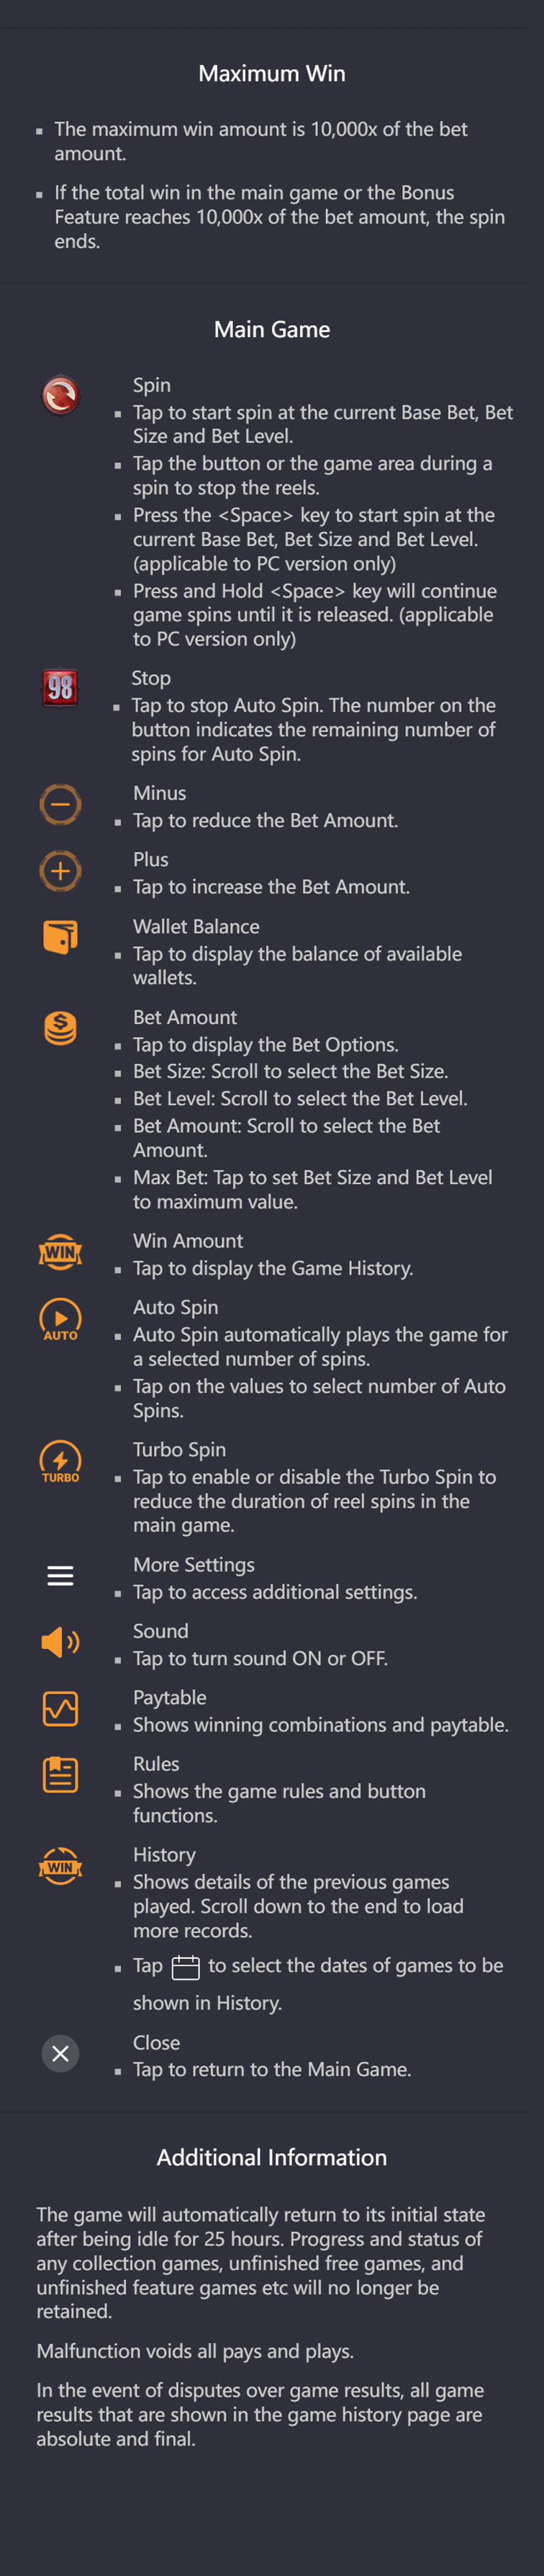 Maximum Win
▪ The maximum win amount is 10,000x of the bet
amount.
▪ If the total win in the main game or the Bonus
Feature reaches 10,000x of the bet amount, the spin
ends.
Main Game
Spin
▪ Tap to start spin at the current Base Bet, Bet
Size and Bet Level.
▪ Tap the button or the game area during a
spin to stop the reels.
▪ Press the <Space> key to start spin at the
current Base Bet, Bet Size and Bet Level.
(applicable to PC version only)
▪ Press and Hold <Space> key will continue
game spins until it is released. (applicable
to PC version only)
98
Stop
▪ Tap to stop Auto Spin. The number on the
button indicates the remaining number of
spins for Auto Spin.
Minus
▪ Tap to reduce the Bet Amount.
Plus
▪ Tap to increase the Bet Amount.
Wallet Balance
▪ Tap to display the balance of available
wallets.
Bet Amount
▪ Tap to display the Bet Options.
▪ Bet Size: Scroll to select the Bet Size.
▪ Bet Level: Scroll to select the Bet Level.
▪ Bet Amount: Scroll to select the Bet
Amount.
▪ Max Bet: Tap to set Bet Size and Bet Level
to maximum value.
WIN
Win Amount
▪ Tap to display the Game History.
AUTO
Auto Spin
▪ Auto Spin automatically plays the game for
a selected number of spins.
▪ Tap on the values to select number of Auto
Spins.
TURBO
Turbo Spin
▪ Tap to enable or disable the Turbo Spin to
reduce the duration of reel spins in the
main game.
More Settings
▪ Tap to access additional settings.
Sound
▪ Tap to turn sound ON or OFF.
Paytable
▪ Shows winning combinations and paytable.
Rules
▪ Shows the game rules and button
functions.
WIN
History
▪ Shows details of the previous games
played. Scroll down to the end to load
more records.
▪ Tap to select the dates of games to be
shown in History.
Close
▪ Tap to return to the Main Game.
Additional Information
The game will automatically return to its initial state
after being idle for 25 hours. Progress and status of
any collection games, unfinished free games, and
unfinished feature games etc will no longer be
retained.
Malfunction voids all pays and plays.
In the event of disputes over game results, all game
results that are shown in the game history page are
absolute and final.